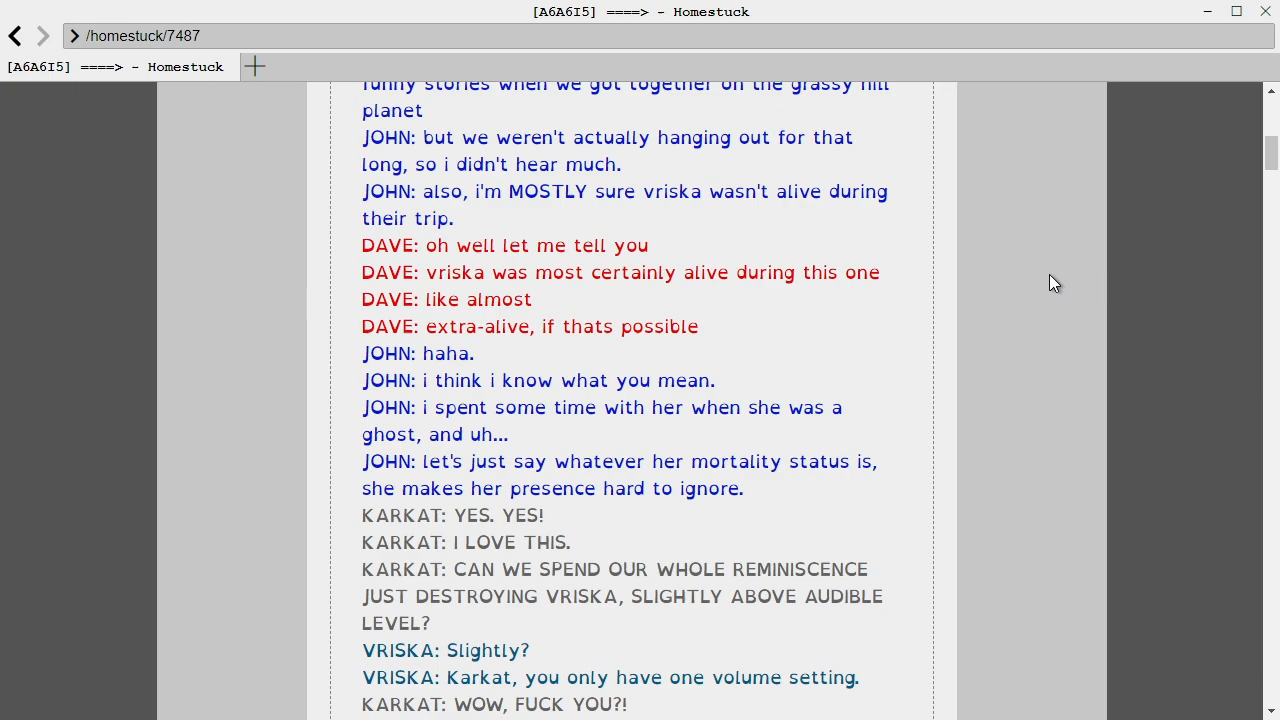 [A6A6I5] ====> - Homestuck
/homestuck/7487
[A6A6I5] ====> - Homestuck
funny stories when we got together on the grassy hill
planet
JOHN: but we weren't actually hanging out for that
long, so i didn't hear much.
JOHN: also, i'm MOSTLY sure vriska wasn't alive during
their trip.
DAVE: oh well let me tell you
DAVE: vriska was most certainly alive during this one
DAVE: like almost
DAVE: extra-alive, if thats possible
JOHN: haha.
JOHN: i think i know what you mean.
JOHN: i spent some time with her when she was a
ghost, and uh...
JOHN: let's just say whatever her mortality status is,
she makes her presence hard to ignore.
KARKAT: YES. YES!
KARKAT: I LOVE THIS.
KARKAT: CAN WE SPEND OUR WHOLE REMINISCENCE
JUST DESTROYING VRISKA, SLIGHTLY ABOVE AUDIBLE
LEVEL?
VRISKA: Slightly?
VRISKA: Karkat, you only have one volume setting.
KARKAT: WOW, FUCK YOU?!